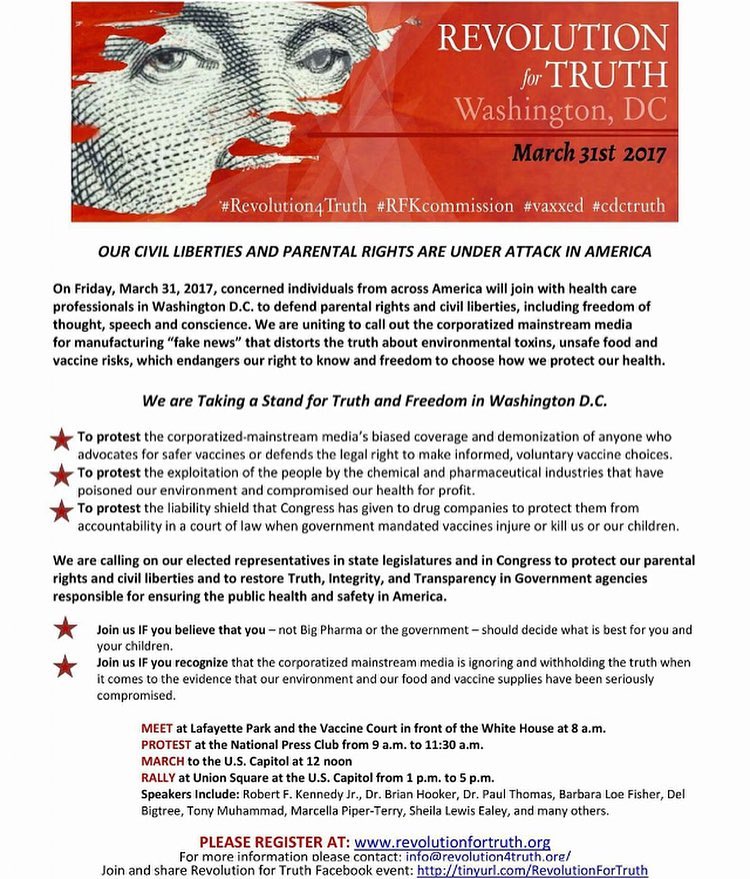 REVOLUTION
for TRUTH
Washington, DC
March 31st 2017
#Revolution4Truth #RFKcommission #vaxxed #cdctruth
OUR CIVIL LIBERTIES AND PARENTAL RIGHTS ARE UNDER ATTACK IN AMERICA
On Friday, March 31, 2017, concerned individuals from across America will join with health care
professionals in Washington D.C. to defend parental rights and civil liberties, including freedom of
thought, speech and conscience. We are uniting to call out the corporatized mainstream media
for manufacturing “fake news” that distorts the truth about environmental toxins, unsafe food and
vaccine risks, which endangers our right to know and freedom to choose how we protect our health.
We are Taking a Stand for Truth and Freedom in Washington D.C.
To protest the corporatized-mainstream media’s biased coverage and demonization of anyone who
advocates for safer vaccines or defends the legal right to make informed, voluntary vaccine choices.
To protest the exploitation of the people by the chemical and pharmaceutical industries that have
poisoned our environment and compromised our health for profit.
To protest the liability shield that Congress has given to drug companies to protect them from
accountability in a court of law when government mandated vaccines injure or kill us or our children.
We are calling on our elected representatives in state legislatures and in Congress to protect our parental
rights and civil liberties and to restore Truth, Integrity, and Transparency in Government agencies
responsible for ensuring the public health and safety in America.
Join us IF you believe that you – not Big Pharma or the government – should decide what is best for you and
your children.
Join us IF you recognize that the corporatized mainstream media is ignoring and withholding the truth when
it comes to the evidence that our environment and our food and vaccine supplies have been seriously
compromised.
MEET at Lafayette Park and the Vaccine Court in front of the White House at 8 a.m.
PROTEST at the National Press Club from 9 a.m. to 11:30 a.m.
MARCH to the U.S. Capitol at 12 noon
RALLY at Union Square at the U.S. Capitol from 1 p.m. to 5 p.m.
Speakers Include: Robert F. Kennedy Jr., Dr. Brian Hooker, Dr. Paul Thomas, Barbara Loe Fisher, Del
Bigtree, Tony Muhammad, Marcella Piper-Terry, Sheila Lewis Ealey, and many others.
PLEASE REGISTER AT: www.revolutionfortruth.org
For more information please contact: info@revolution4truth.org/
Join and share Revolution for Truth Facebook event: http://tinyurl.com/RevolutionForTruth